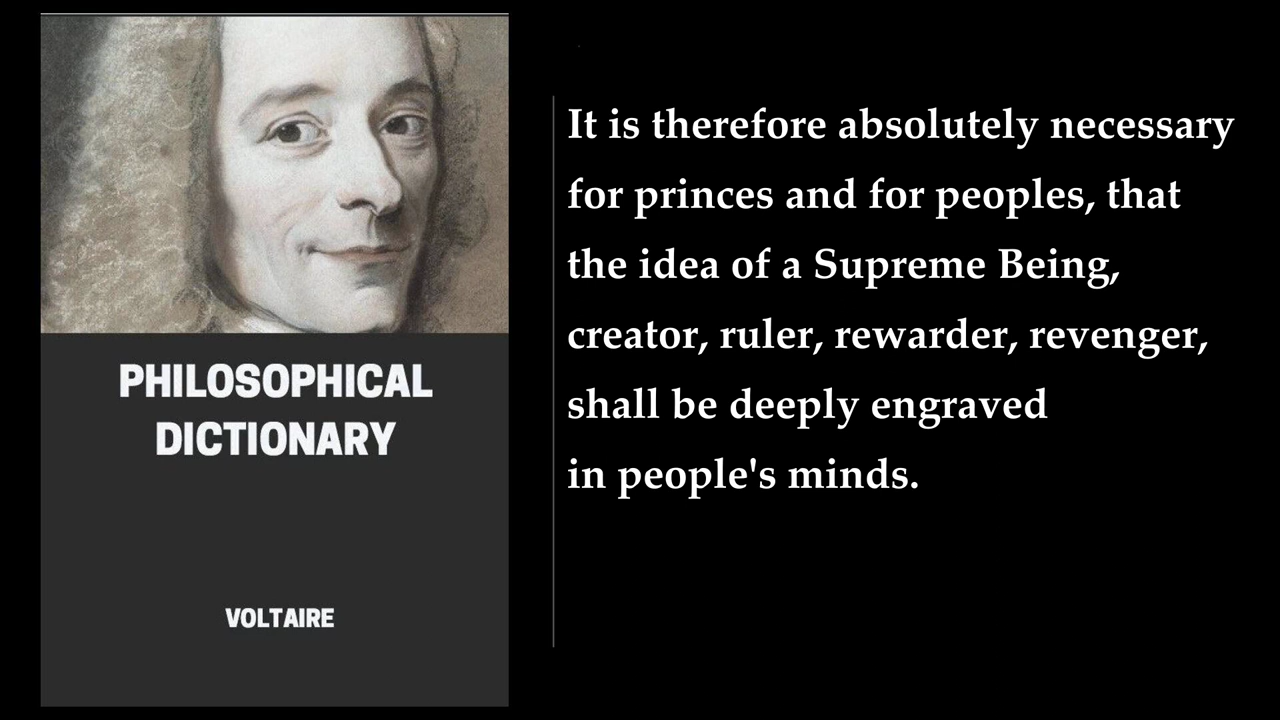 PHILOSOPHICAL
DICTIONARY
VOLTAIRE
It is therefore absolutely necessary
for princes and for peoples, that
the idea of a Supreme Being,
creator, ruler, rewarder, revenger,
shall be deeply engraved
in people's minds.